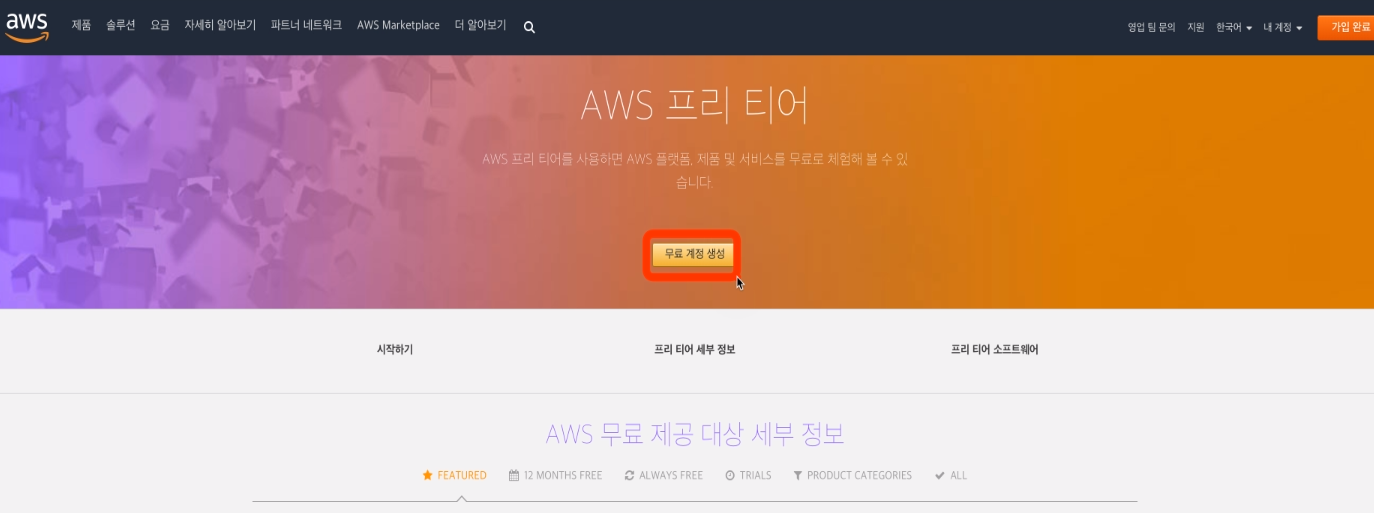 aws 제품 솔루션 요금 자세히 알아보기 파트너 네트워크 AWS Marketplace 더 알아보기 영업 팀 문의 지원 한국어 내 계정 가입 완료
AWS 프리 티어
AWS 프리 티어를 사용하면 AWS 플랫폼, 제품 및 서비스를 무료로 체험해 볼 수 있
습니다.
무료 계정 생성
시작하기 프리 티어 세부 정보 프리 티어 소프트웨어
AWS 무료 제공 대상 세부 정보
FEATURED 12 MONTHS FREE ALWAYS FREE TRIALS PRODUCT CATEGORIES ALL